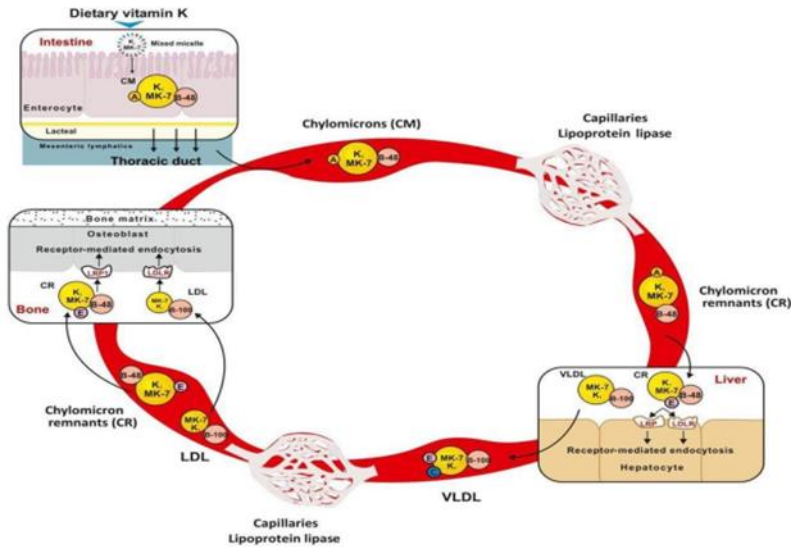 Dietary vitamin K
Intestine
K₁
MK-7
Mixed micelle
CM
K₁
MK-7
A
B-48
Enterocyte
Lacteal
Mesenteric lymphatics
Thoracic duct
Chylomicrons (CM)
K₁
MK-7
A
B-48
Capillaries
Lipoprotein lipase
A
K₁
MK-7
B-48
Chylomicron
remnants (CR)
Liver
VLDL
MK-7
K₁
B-100
CR
K₁
MK-7
E
B-48
LRP
LDLR
Receptor-mediated endocytosis
Hepatocyte
E
MK-7
K₁
B-100
C
VLDL
Capillaries
Lipoprotein lipase
MK-7
K₁
B-100
LDL
B-48
K₁
MK-7
E
Chylomicron
remnants (CR)
Bone matrix
Osteoblast
Receptor-mediated endocytosis
LRP1
LDLR
CR
K₁
MK-7
E
B-48
LDL
MK-7
K₁
B-100
Bone